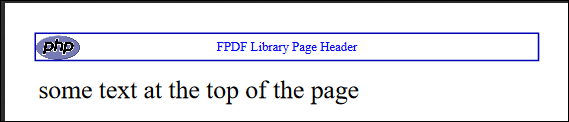 php
FPDF Library Page Header
some text at the top of the page